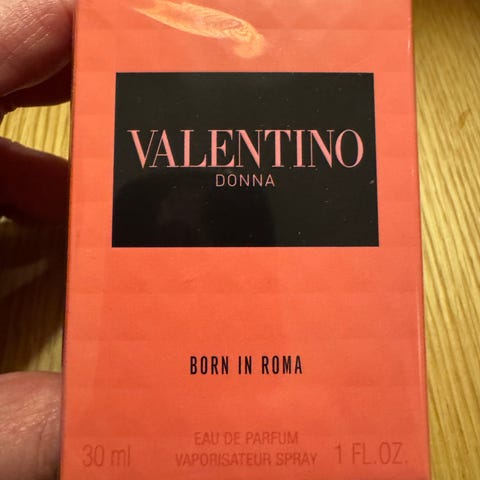 VALENTINO
DONNA
BORN IN ROMA
EAU DE PARFUM
30 ml VAPORISATEUR SPRAY 1 FL.OZ.